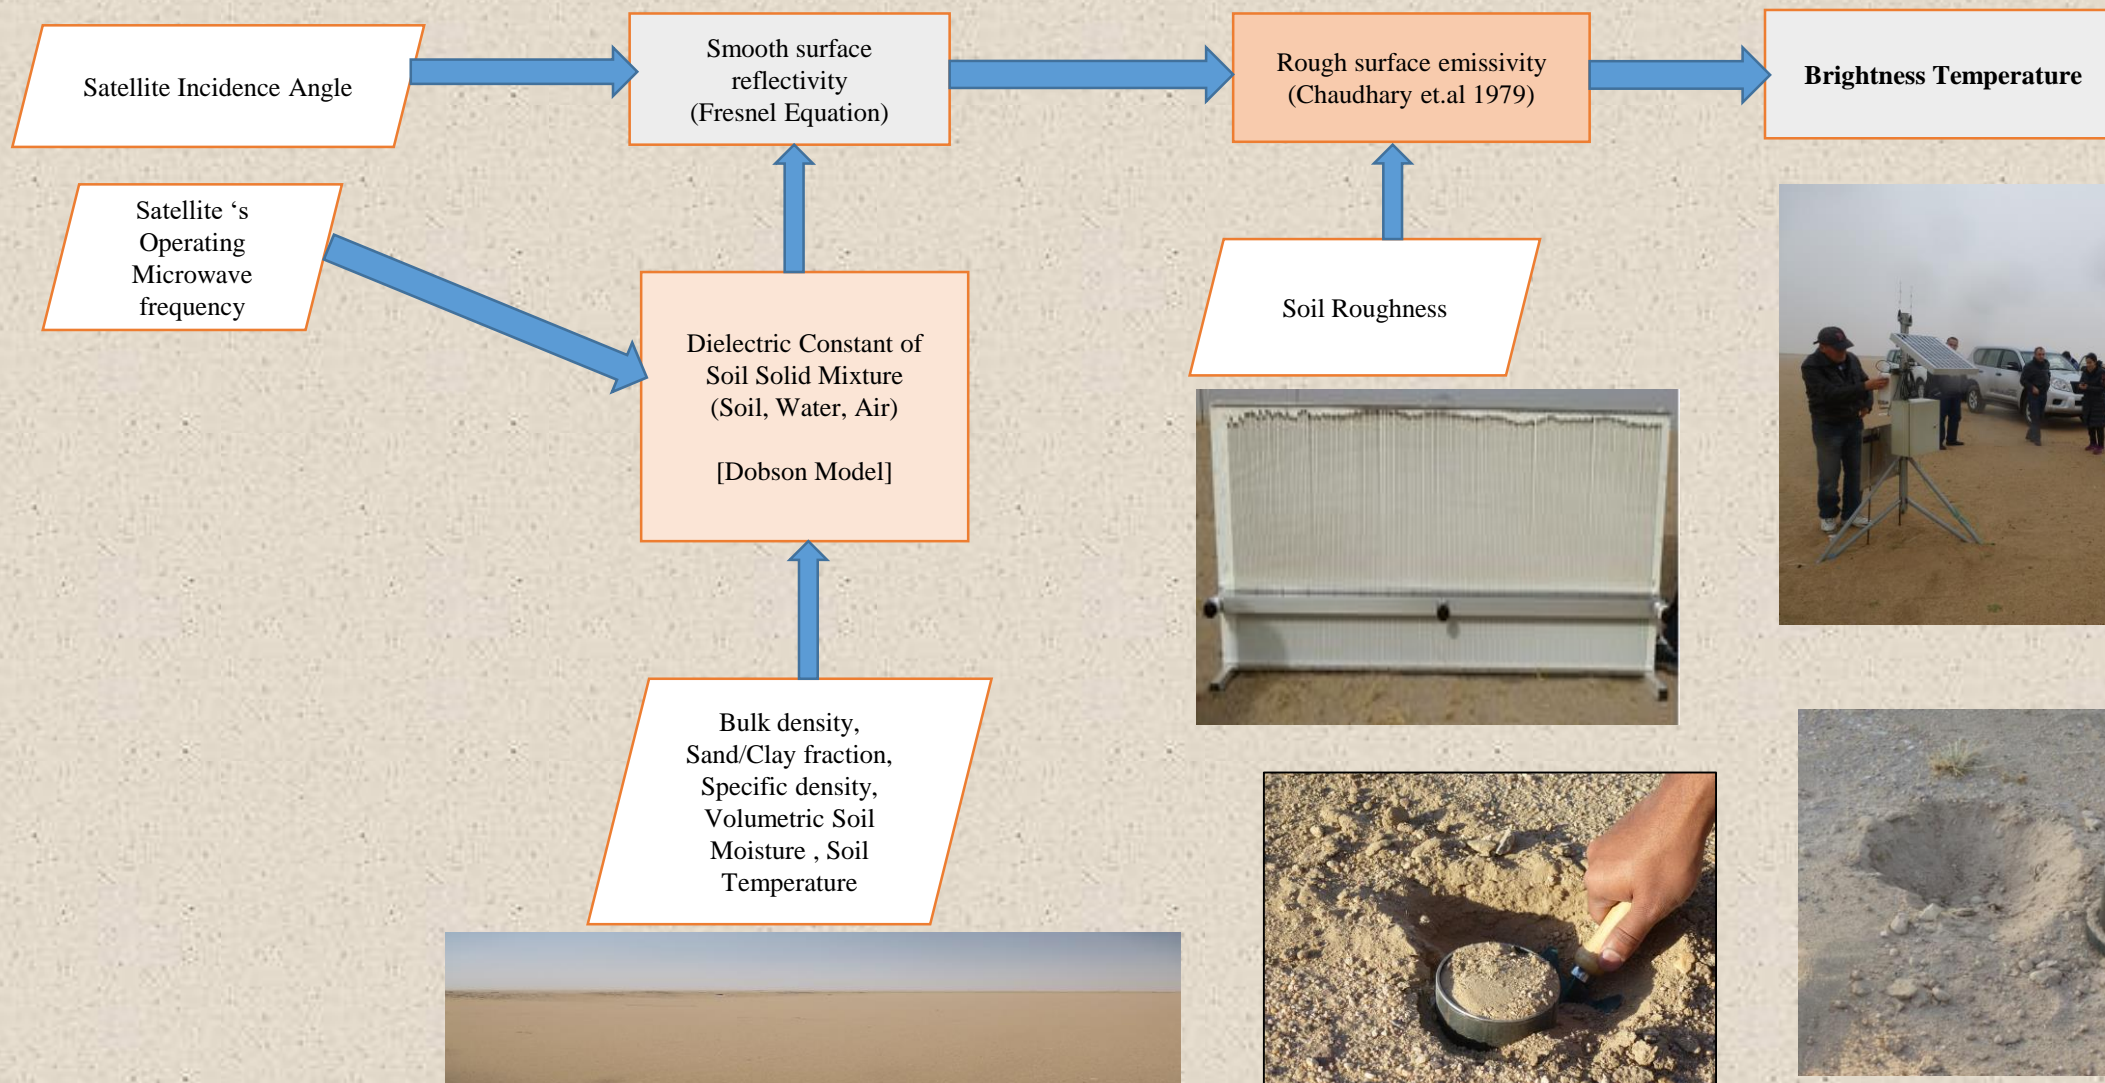 Satellite Incidence Angle
Smooth surface
reflectivity
(Fresnel Equation)
Rough surface emissivity
(Chaudhary et.al 1979)
Brightness Temperature
Satellite ‘s
Operating
Microwave
frequency
Dielectric Constant of
Soil Solid Mixture
(Soil, Water, Air)
[Dobson Model]
Soil Roughness
Bulk density,
Sand/Clay fraction,
Specific density,
Volumetric Soil
Moisture , Soil
Temperature